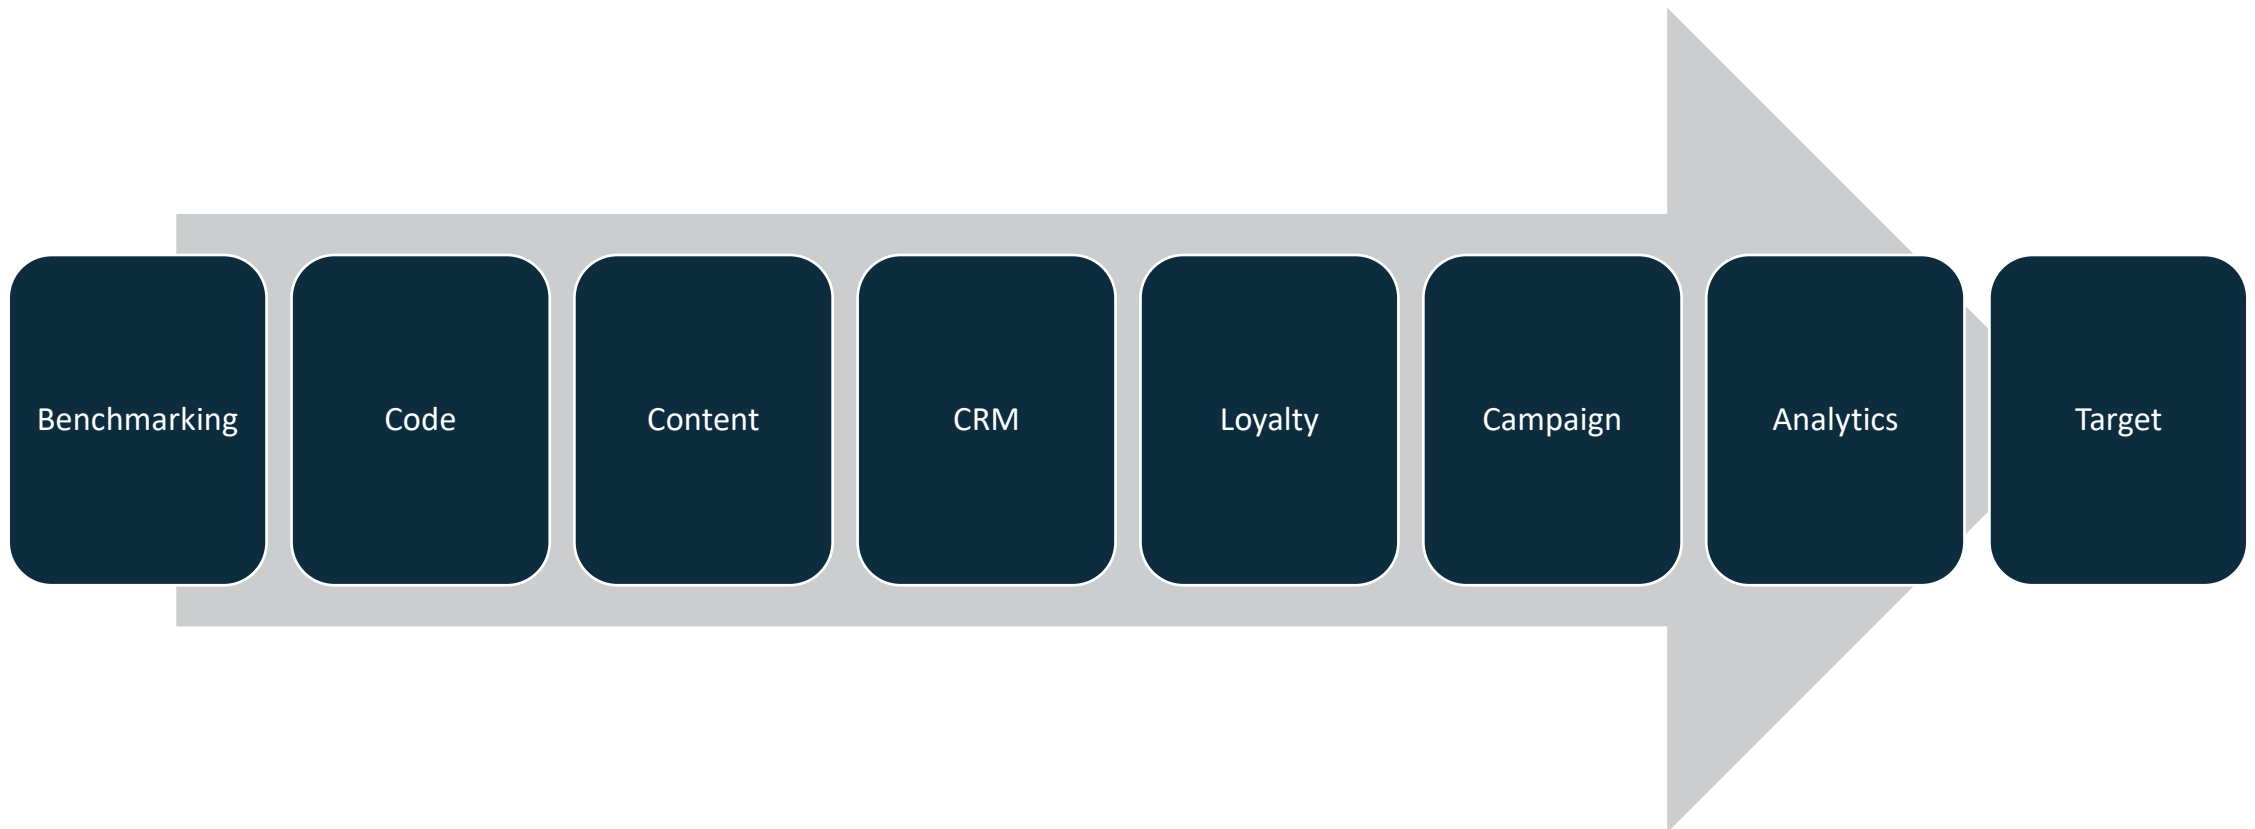 Benchmarking
Code
Content
CRM
Loyalty
Campaign
Analytics
Target